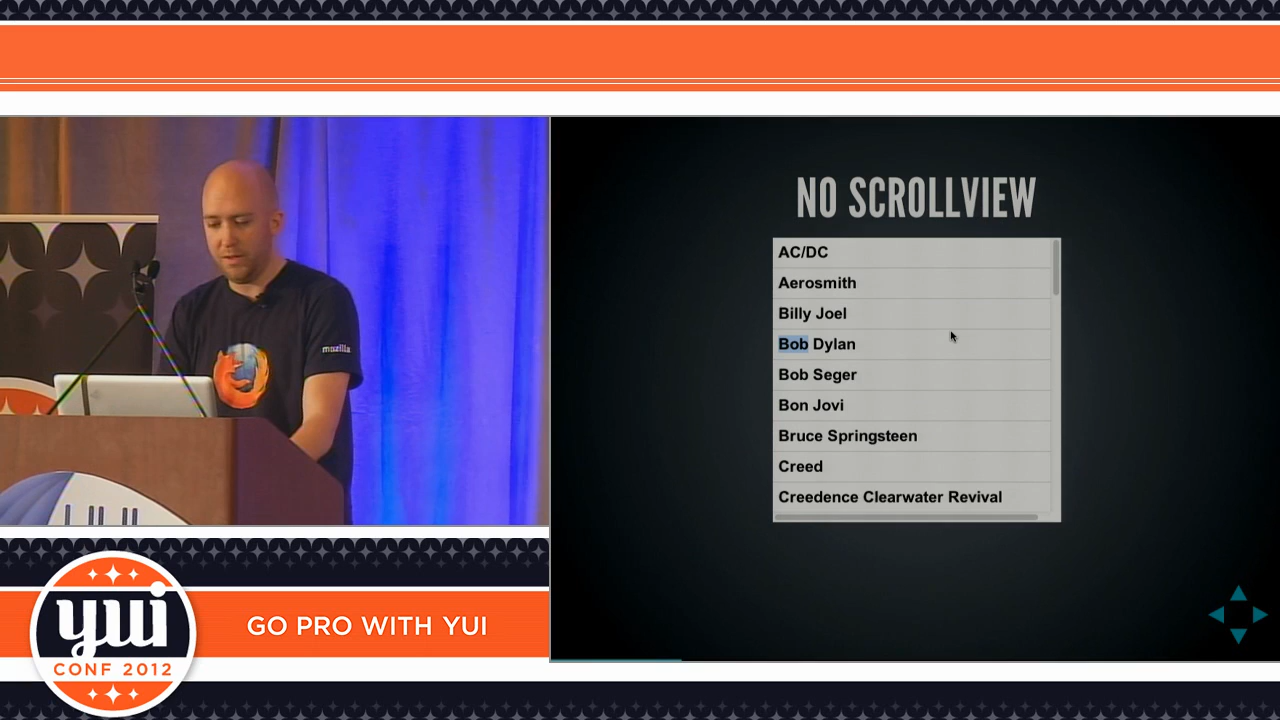 mozilla
NO SCROLLVIEW
AC/DC
Aerosmith
Billy Joel
Bob Dylan
Bob Seger
Bon Jovi
Bruce Springsteen
Creed
Creedence Clearwater Revival
yui
CONF 2012
GO PRO WITH YUI